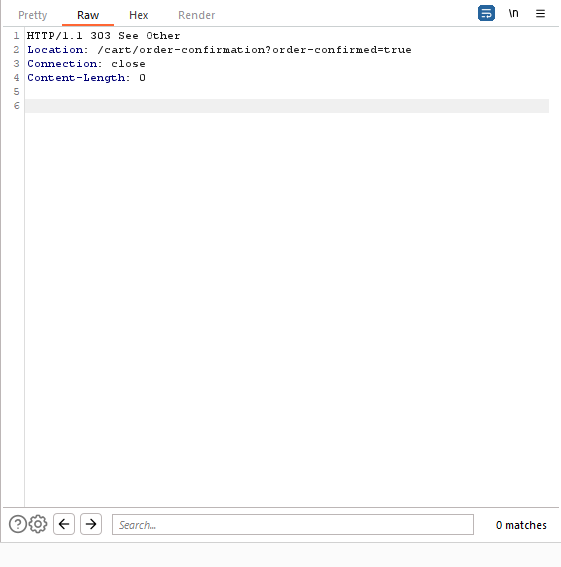 Pretty Raw Hex Render \n
1 HTTP/1.1 303 See Other
2 Location: /cart/order-confirmation?order-confirmed=true
3 Connection: close
4 Content-Length: 0
5
6
Search... 0 matches